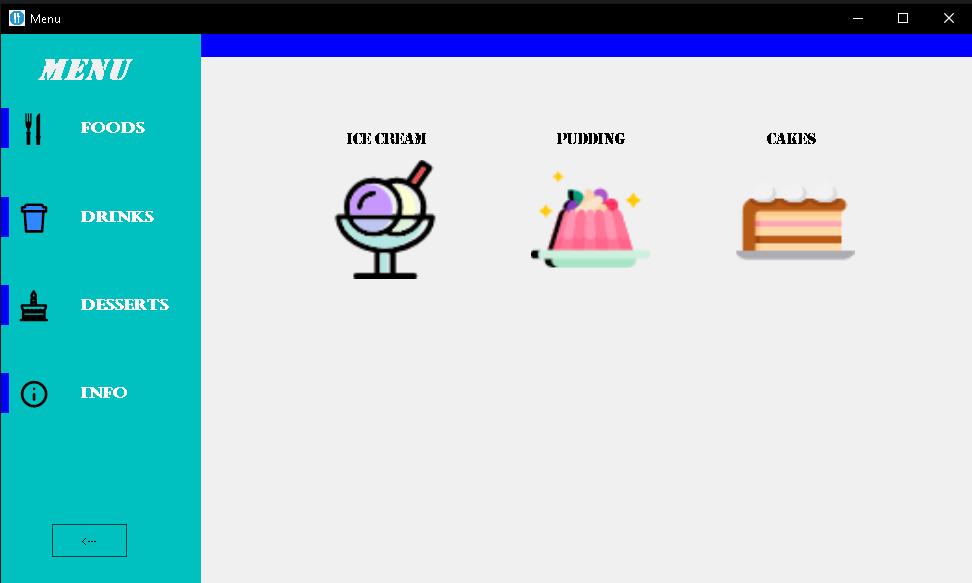 Menu
MENU
FOODS
DRINKS
DESSERTS
INFO
<---
ICE CREAM
PUDDING
CAKES